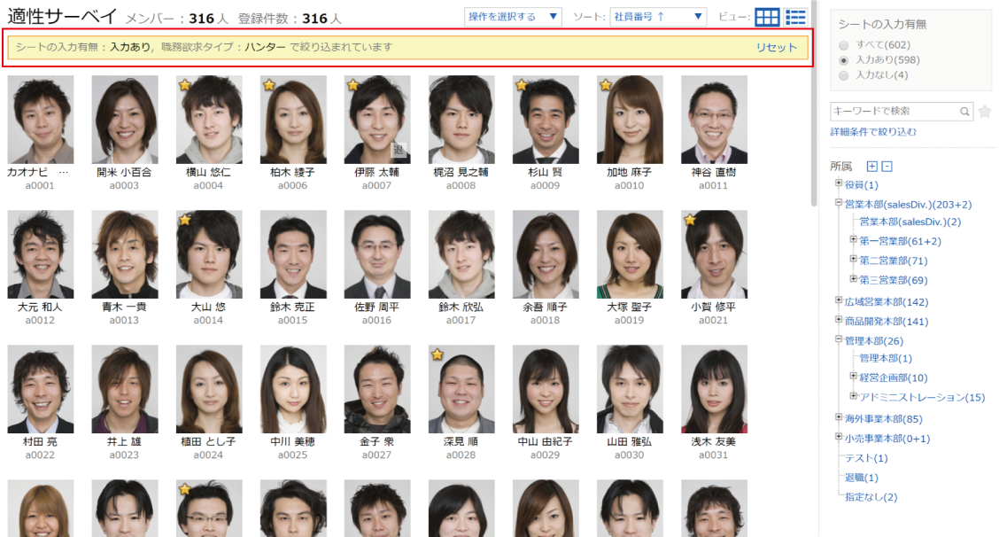 適性サーベイ メンバー : 316 人 登録件数 : 316 人 操作を選択する ▼ ソート: 社員番号 ↑ ▼ ビュー:
シートの入力有無 : 入力あり, 職務欲求タイプ : ハンター で絞り込まれています リセット
退
カオナビ … 開米 小百合 横山 悠仁 柏木 綾子 伊豚 太輔 梶沼 見之輔 杉山 賢 加地 麻子 神谷 直樹
a0001 a0003 a0004 a0006 a0007 a0008 a0009 a0010 a0011
大元 和人 青木 一貴 大山 悠 鈴木 克正 佐野 周平 鈴木 欣弘 余吾 順子 大塚 聖子 小賀 修平
a0012 a0013 a0014 a0015 a0016 a0017 a0018 a0019 a0021
村田 亮 井上 雄 植田 とし子 中川 美穂 金子 衆 深見 順 中山 由紀子 山田 雅弘 浅木 友美
a0022 a0023 a0024 a0025 a0027 a0028 a0029 a0030 a0031
シートの入力有無
すべて(602)
入力あり(598)
入力なし(4)
キーワードで検索
詳細条件で絞り込む
所属 + -
役員(1)
営業本部(salesDiv.)(203+2)
営業本部(salesDiv.)(2)
第一営業部(61+2)
第二営業部(71)
第三営業部(69)
広域営業本部(142)
商品開発本部(141)
管理本部(26)
管理本部(1)
経営企画部(10)
アドミニストレーション(15)
海外事業本部(85)
小売事業本部(0+1)
テスト(1)
退職(1)
指定なし(2)